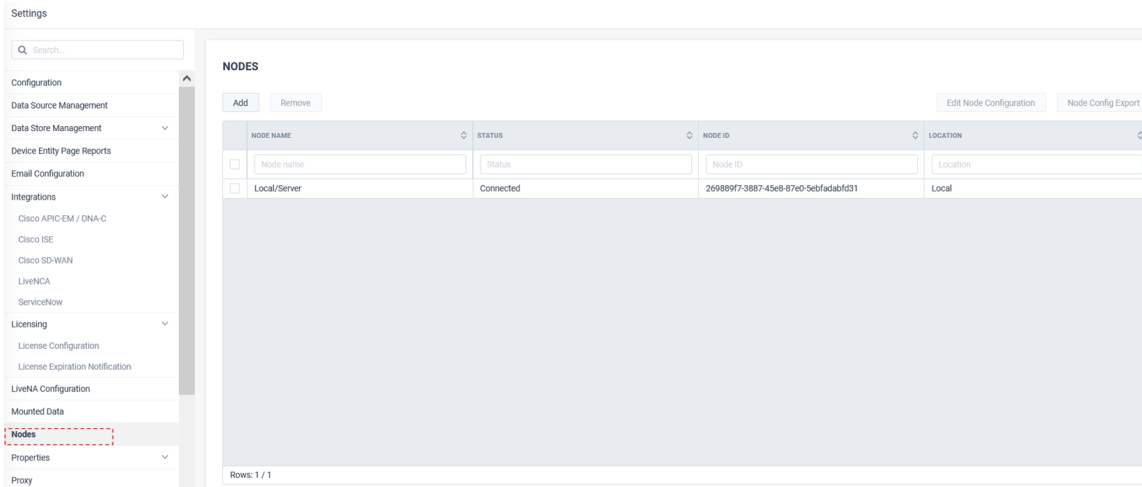 Settings
Search...
Configuration
Data Source Management
Data Store Management
Device Entity Page Reports
Email Configuration
Integrations
Cisco APIC-EM / DNA-C
Cisco ISE
Cisco SD-WAN
LiveNCA
ServiceNow
Licensing
License Configuration
License Expiration Notification
LiveNA Configuration
Mounted Data
Nodes
Properties
Proxy
NODES
Add Remove Edit Node Configuration Node Config Export
NODE NAME STATUS NODE ID LOCATION
Node name Status Node ID Location
Local/Server Connected 269889f7-3887-45e8-87e0-5ebfadabfd31 Local
Rows: 1 / 1